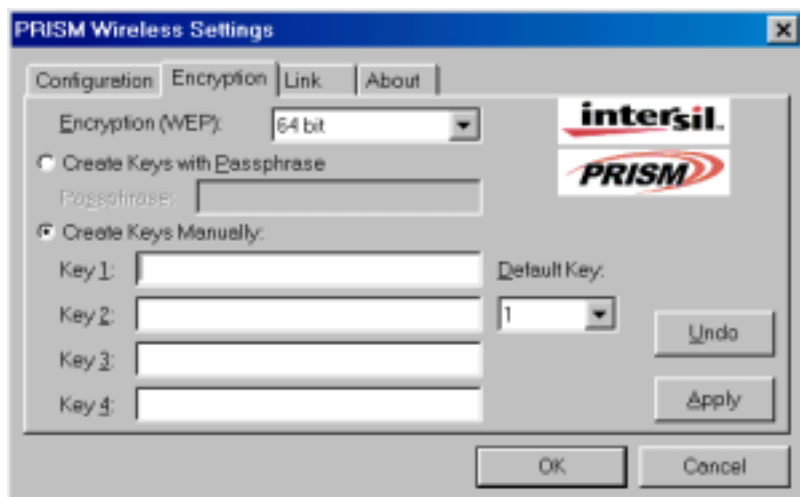 PRISM Wireless Settings
Configuration Encryption Link About
Encryption (WEP): 64 bit
intersil.
Create Keys with Passphrase
PRISM
Passphrase:
Create Keys Manually:
Key 1:
Default Key:
Key 2:
1
Undo
Key 3:
Key 4:
Apply
OK Cancel